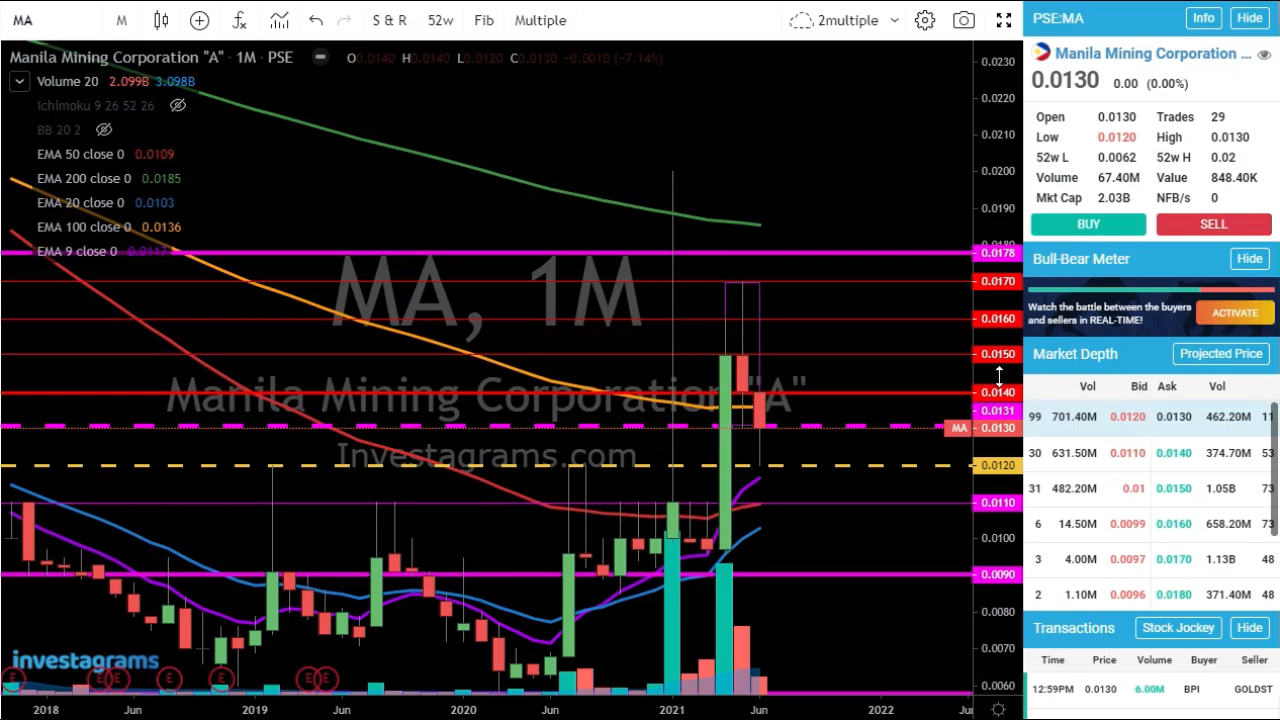 MA M S & R 52w Fib Multiple 2multiple
Manila Mining Corporation "A" · 1M · PSE O0.0140 H0.0140 L0.0120 C0.0130 −0.0010 (−7.14%)
Volume 20 2.099B 3.098B
Ichimoku 9 26 52 26
BB 20 2
EMA 50 close 0 0.0109
EMA 200 close 0 0.0185
EMA 20 close 0 0.0103
EMA 100 close 0 0.0136
EMA 9 close 0 0.0117
MA, 1M
Manila Mining Corporation "A"
Investagrams.com
investagrams
E E E E E E E
0.0230
0.0220
0.0210
0.0200
0.0190
0.0180
0.0178
0.0170
0.0160
0.0150
0.0140
0.0131
MA 0.0130
0.0120
0.0110
0.0100
0.0090
0.0080
0.0070
0.0060
2018 Jun 2019 Jun 2020 Jun 2021 Jun 2022
PSE:MA Info Hide
Manila Mining Corporation ...
0.0130 0.00 (0.00%)
Open 0.0130 Trades 29
Low 0.0120 High 0.0130
52w L 0.0062 52w H 0.02
Volume 67.40M Value 848.40K
Mkt Cap 2.03B NFB/s 0
BUY SELL
Bull-Bear Meter Hide
Watch the battle between the buyers
and sellers in REAL-TIME!
ACTIVATE
Market Depth Projected Price
Vol Bid Ask Vol
99 701.40M 0.0120 0.0130 462.20M 11
30 631.50M 0.0110 0.0140 374.70M 53
31 482.20M 0.01 0.0150 1.05B 73
6 14.50M 0.0099 0.0160 658.20M 73
3 4.00M 0.0097 0.0170 1.13B 48
2 1.10M 0.0096 0.0180 371.40M 48
Transactions Stock Jockey Hide
Time Price Volume Buyer Seller
12:59PM 0.0130 6.00M BPI GOLDST